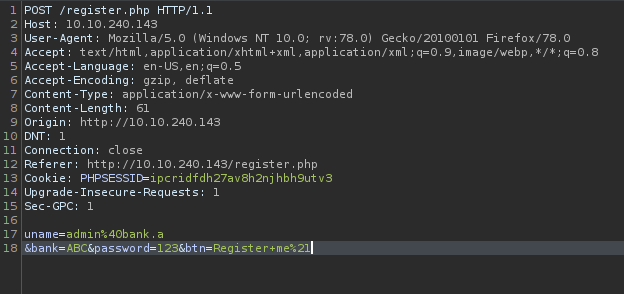 1 POST /register.php HTTP/1.1
2 Host: 10.10.240.143
3 User-Agent: Mozilla/5.0 (Windows NT 10.0; rv:78.0) Gecko/20100101 Firefox/78.0
4 Accept: text/html,application/xhtml+xml,application/xml;q=0.9,image/webp,*/*;q=0.8
5 Accept-Language: en-US,en;q=0.5
6 Accept-Encoding: gzip, deflate
7 Content-Type: application/x-www-form-urlencoded
8 Content-Length: 61
9 Origin: http://10.10.240.143
10 DNT: 1
11 Connection: close
12 Referer: http://10.10.240.143/register.php
13 Cookie: PHPSESSID=ipcridfdh27av8h2njhbh9utv3
14 Upgrade-Insecure-Requests: 1
15 Sec-GPC: 1
16
17 uname=admin%40bank.a
18 &bank=ABC&password=123&btn=Register+me%21